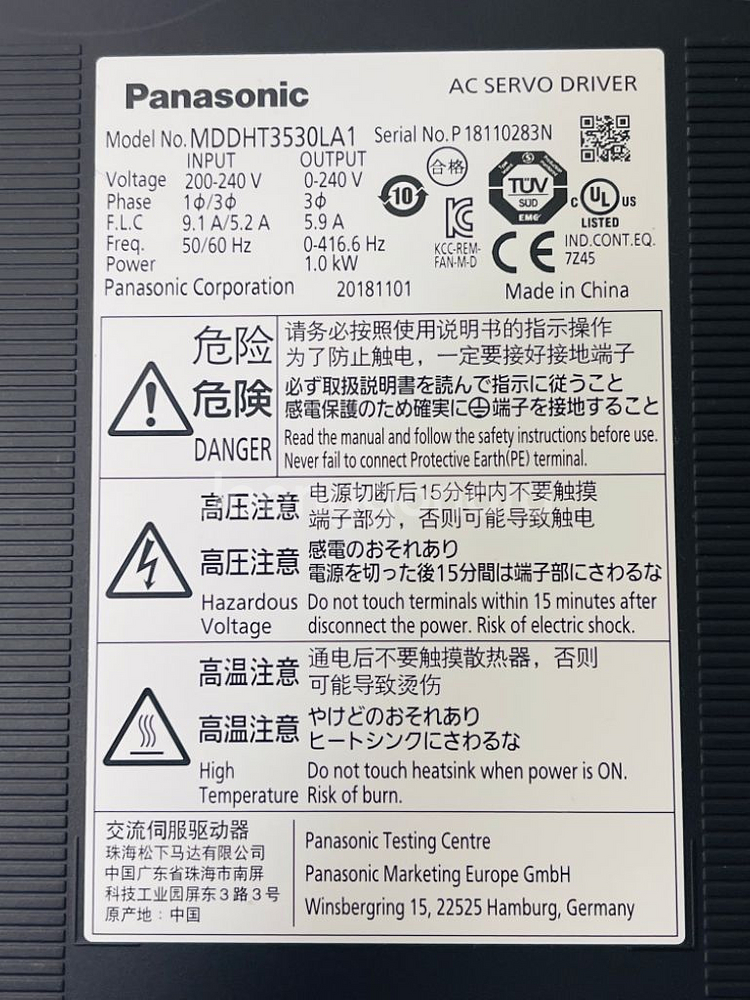 Panasonic
AC SERVO DRIVER
Model No. MDDHT3530LA1 Serial No. P18110283N
INPUT OUTPUT
Voltage 200-240 V 0-240 V
Phase 1ϕ/3ϕ 3ϕ
F.L.C 9.1 A/5.2 A 5.9 A
Freq. 50/60 Hz 0-416.6 Hz
Power 1.0 kW
Panasonic Corporation 20181101
合格
10
TÜV
SÜD
EMC
KCC-REM-
FAN-M-D
CE
C UL US
LISTED
IND.CONT.EQ.
7Z45
Made in China
危险
请务必按照使用说明书的指示操作
为了防止触电，一定要接好接地端子
危険
必ず取扱説明書を読んで指示に従うこと
感電保護のため確実に⏚端子を接地すること
DANGER
Read the manual and follow the safety instructions before use.
Never fail to connect Protective Earth(PE) terminal.
高压注意
电源切断后15分钟内不要触摸
端子部分，否则可能导致触电
高圧注意
感電のおそれあり
電源を切った後15分間は端子部にさわるな
Hazardous
Voltage
Do not touch terminals within 15 minutes after
disconnect the power. Risk of electric shock.
高温注意
通电后不要触摸散热器，否则
可能导致烫伤
高温注意
やけどのおそれあり
ヒートシンクにさわるな
High
Temperature
Do not touch heatsink when power is ON.
Risk of burn.
交流伺服驱动器
珠海松下马达有限公司
中国广东省珠海市南屏
科技工业园屏东3路3号
原产地：中国
Panasonic Testing Centre
Panasonic Marketing Europe GmbH
Winsbergring 15, 22525 Hamburg, Germany